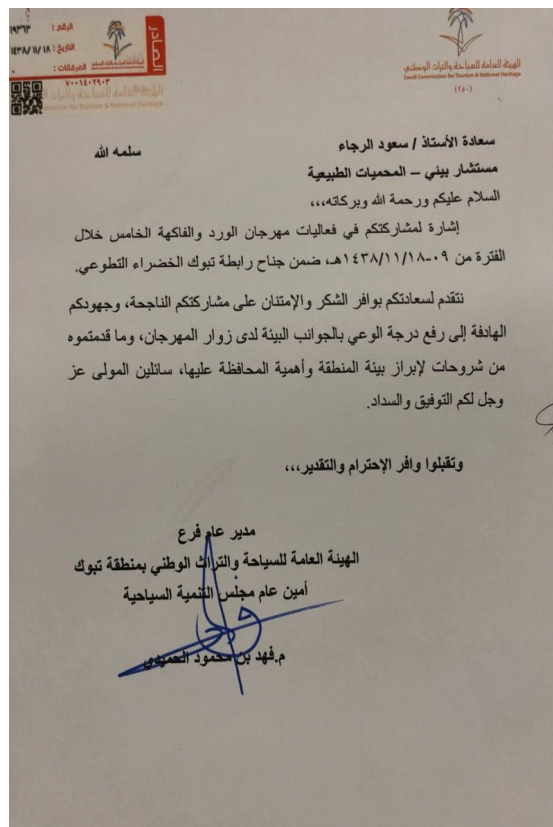 الصادر
الرقم :
التاريخ : ١٤٣٨/١١/١٨
المرفقات :
٧٠٠١٤٠٢٩٠٣
الهيئة العامة للسياحة والتراث الوطني
Saudi Commission for Tourism & National Heritage
(٢٥٠)
سعادة الأستاذ / سعود الرجاء سلمه الله
مستشار بيئي – المحميات الطبيعية
السلام عليكم ورحمة الله وبركاته،،،
إشارة لمشاركتكم في فعاليات مهرجان الورد والفاكهة الخامس خلال
الفترة من ٠٩-١٤٣٨/١١/١٨هـ، ضمن جناح رابطة تبوك الخضراء التطوعي.
نتقدم لسعادتكم بوافر الشكر والإمتنان على مشاركتكم الناجحة، وجهودكم
الهادفة إلى رفع درجة الوعي بالجوانب البيئة لدى زوار المهرجان، وما قدمتموه
من شروحات لإبراز بيئة المنطقة وأهمية المحافظة عليها، سائلين المولى عز
وجل لكم التوفيق والسداد.
وتقبلوا وافر الإحترام والتقدير،،،
مدير عام فرع
الهيئة العامة للسياحة والتراث الوطني بمنطقة تبوك
أمين عام مجلس التنمية السياحية
م.فهد بن محمود الحميدي